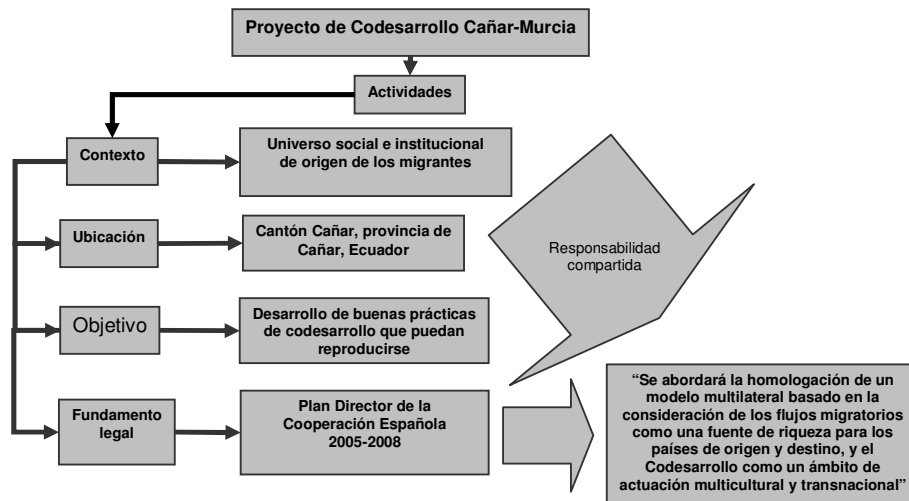 Proyecto de Codesarrollo Cañar-Murcia
Actividades
Contexto
Universo social e institucional
de origen de los migrantes
Ubicación
Cantón Cañar, provincia de
Cañar, Ecuador
Responsabilidad
compartida
Objetivo
Desarrollo de buenas prácticas
de codesarrollo que puedan
reproducirse
Fundamento
legal
Plan Director de la
Cooperación Española
2005-2008
“Se abordará la homologación de un
modelo multilateral basado en la
consideración de los flujos migratorios
como una fuente de riqueza para los
países de origen y destino, y el
Codesarrollo como un ámbito de
actuación multicultural y transnacional”